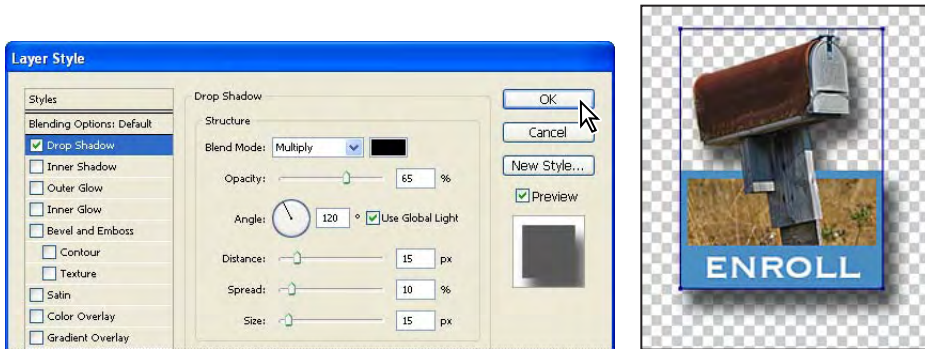 Layer Style
Styles
Blending Options: Default
Drop Shadow
Inner Shadow
Outer Glow
Inner Glow
Bevel and Emboss
Contour
Texture
Satin
Color Overlay
Gradient Overlay
Drop Shadow
Structure
Blend Mode: Multiply
Opacity: 65 %
Angle: 120 ° Use Global Light
Distance: 15 px
Spread: 10 %
Size: 15 px
OK
Cancel
New Style...
Preview
ENROLL